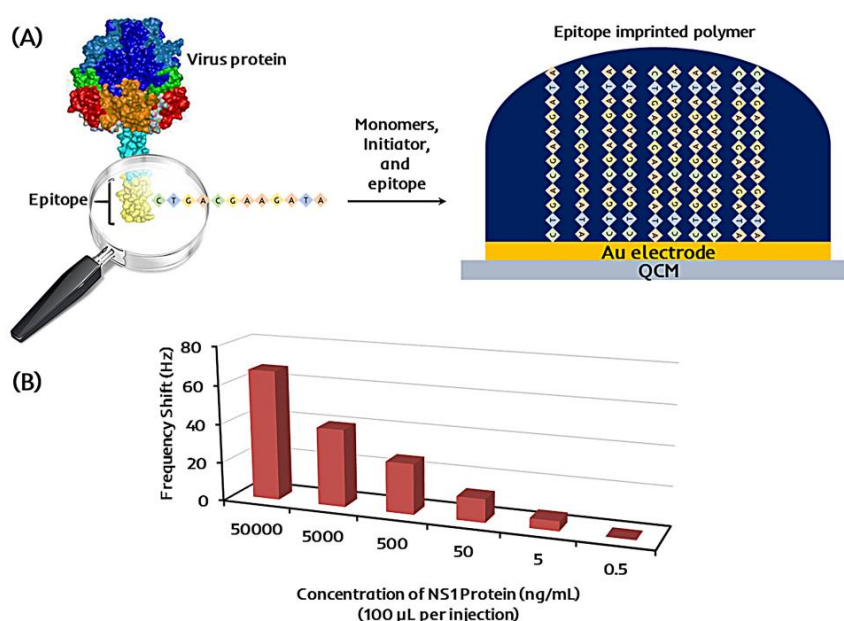 (A)
Virus protein
Epitope
C T G A C G A A G A T A
Monomers,
Initiator,
and
epitope
Epitope imprinted polymer
Au electrode
QCM
(B)
Frequency Shift (Hz)
80
60
40
20
0
50000
5000
500
50
5
0.5
Concentration of NS1 Protein (ng/mL)
(100 µL per injection)